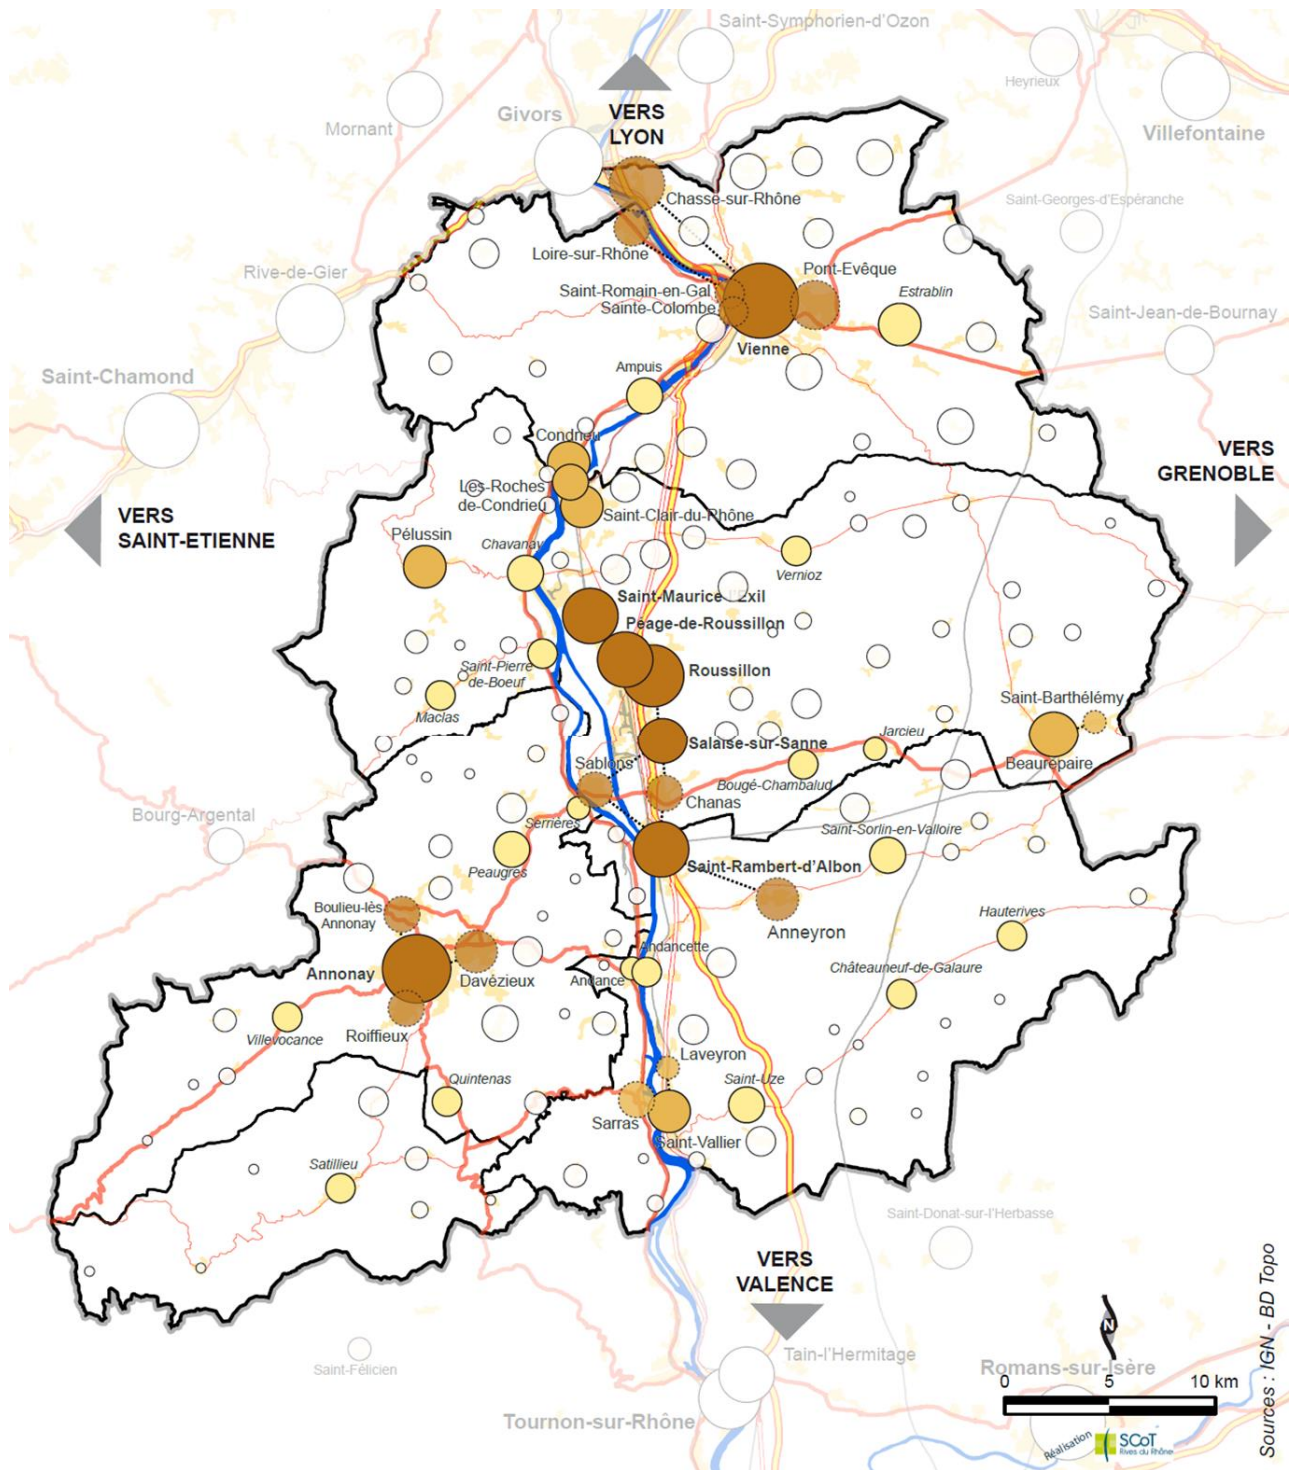 Saint-Symphorien-d'Ozon
Heyrieux
Givors
VERS
LYON
Mornant
Villefontaine
Chasse-sur-Rhône
Saint-Georges-d'Espéranche
Loire-sur-Rhône
Rive-de-Gier
Pont-Evêque
Saint-Romain-en-Gal
Sainte-Colombe
Estrablin
Saint-Jean-de-Bournay
Vienne
Saint-Chamond
Ampuis
Condrieu
VERS
GRENOBLE
Les-Roches
de-Condrieu
Saint-Clair-du-Rhône
VERS
SAINT-ETIENNE
Pélussin
Chavanay
Vernioz
Saint-Maurice-l'Exil
Péage-de-Roussillon
Saint-Pierre
de-Boeuf
Roussillon
Maclas
Saint-Barthélémy
Salaise-sur-Sanne
Jarcieu
Sablons
Beaurepaire
Bougé-Chambalud
Chanas
Bourg-Argental
Serrières
Saint-Sorlin-en-Valloire
Peaugres
Saint-Rambert-d'Albon
Boulieu-lès
Annonay
Hauterives
Anneyron
Andancette
Annonay
Davézieux
Andance
Châteauneuf-de-Galaure
Roiffieux
Villevocance
Laveyron
Quintenas
Saint-Uze
Sarras
Saint-Vallier
Satillieu
Saint-Donat-sur-l'Herbasse
VERS
VALENCE
N
Saint-Félicien
Tain-l'Hermitage
Romans-sur-Isère
0 5 10 km
Tournon-sur-Rhône
Réalisation
SCoT
Rives du Rhône
Sources : IGN - BD Topo